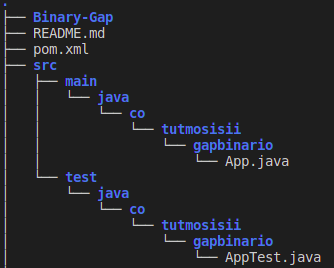 .
├── Binary-Gap
├── README.md
├── pom.xml
├── src
│   ├── main
│   │   └── java
│   │       └── co
│   │           └── tutmosisii
│   │               └── gapbinario
│   │                   └── App.java
│   └── test
│       └── java
│           └── co
│               └── tutmosisii
│                   └── gapbinario
│                       └── AppTest.java